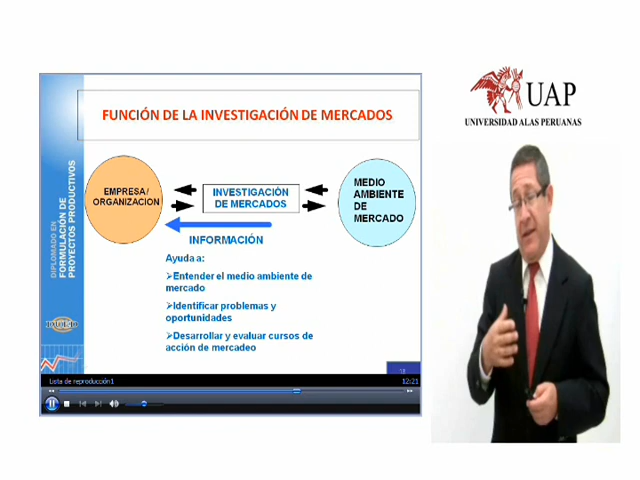 FUNCIÓN DE LA INVESTIGACIÓN DE MERCADOS
UAP
UNIVERSIDAD ALAS PERUANAS
DIPLOMADO EN
FORMULACIÓN DE
PROYECTOS PRODUCTIVOS
EMPRESA/
ORGANIZACION
INVESTIGACIÓN
DE MERCADOS
MEDIO
AMBIENTE
DE
MERCADO
INFORMACIÓN
Ayuda a:
➢Entender el medio ambiente de
mercado
➢Identificar problemas y
oportunidades
➢Desarrollar y evaluar cursos de
acción de mercadeo
DUED
Lista de reproducción1
12:21